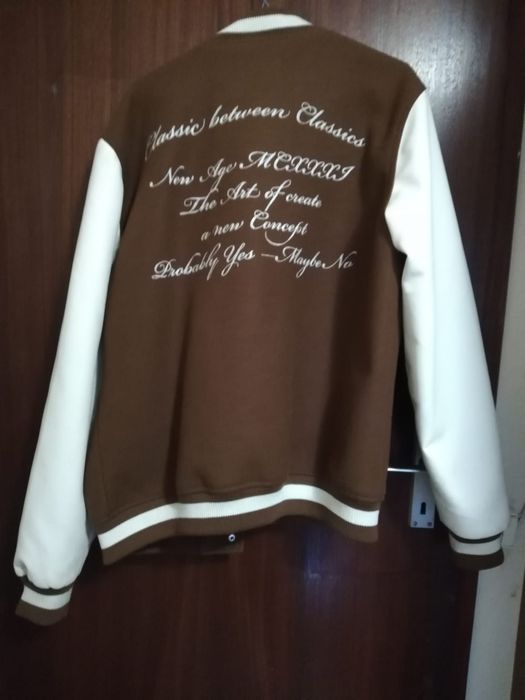 Classic between Classics
New Age MCXXXI
The Art of create
a new Concept
Probably Yes - Maybe No